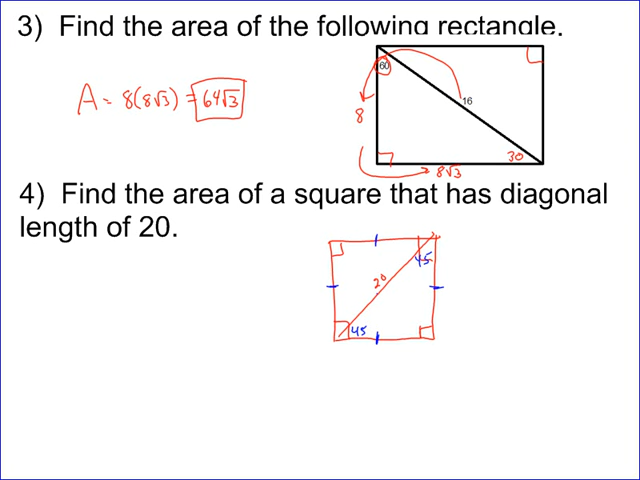 3) Find the area of the following rectangle.
A = 8(8√3) = 64√3
60
16
8
30
8√3
4) Find the area of a square that has diagonal
length of 20.
45
20
45